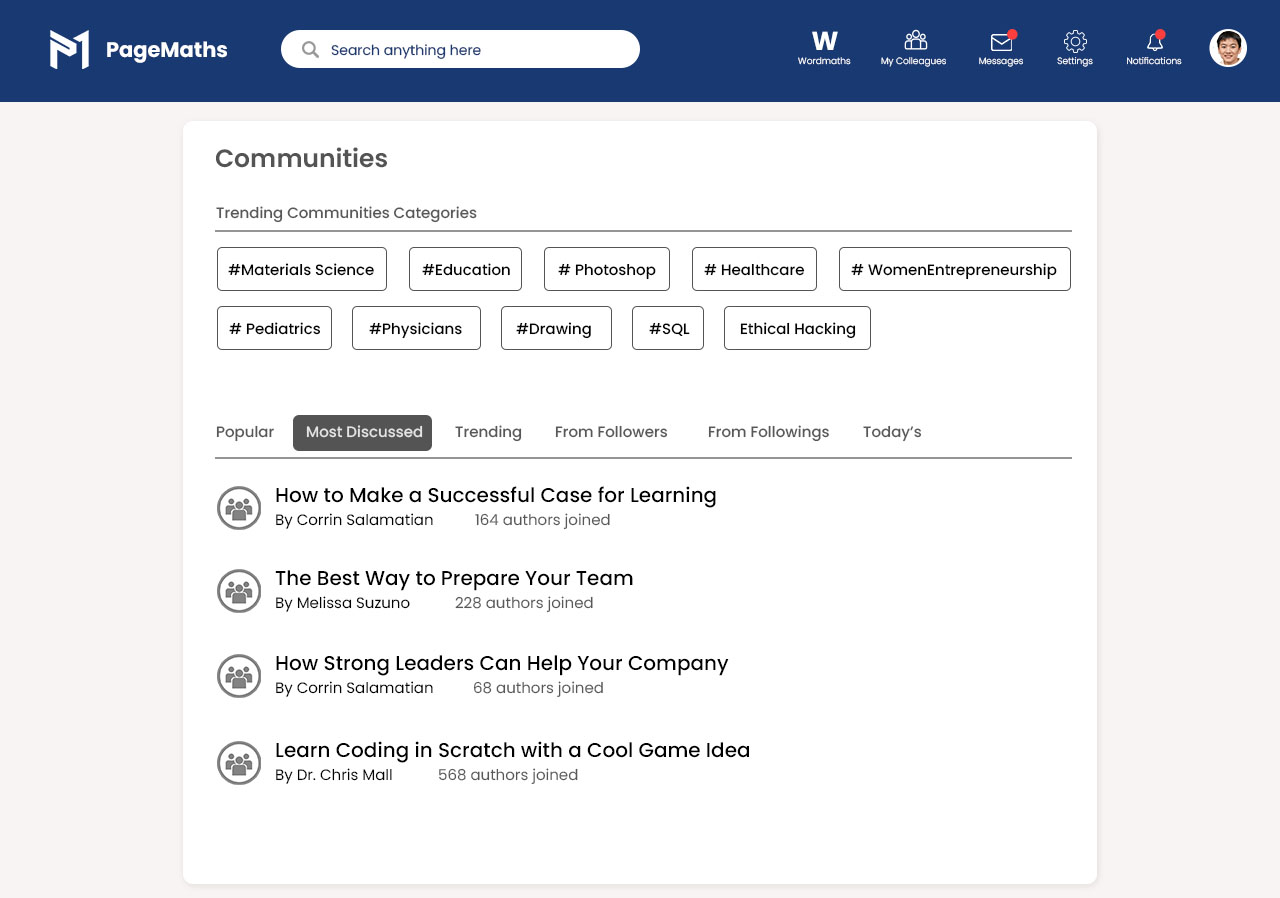 PageMaths
Search anything here
W
Wordmaths
My Colleagues
Messages
Settings
Notifications
Communities
Trending Communities Categories
#Materials Science
#Education
# Photoshop
# Healthcare
# WomenEntrepreneurship
# Pediatrics
#Physicians
#Drawing
#SQL
Ethical Hacking
Popular
Most Discussed
Trending
From Followers
From Followings
Today’s
How to Make a Successful Case for Learning
By Corrin Salamatian 164 authors joined
The Best Way to Prepare Your Team
By Melissa Suzuno 228 authors joined
How Strong Leaders Can Help Your Company
By Corrin Salamatian 68 authors joined
Learn Coding in Scratch with a Cool Game Idea
By Dr. Chris Mall 568 authors joined